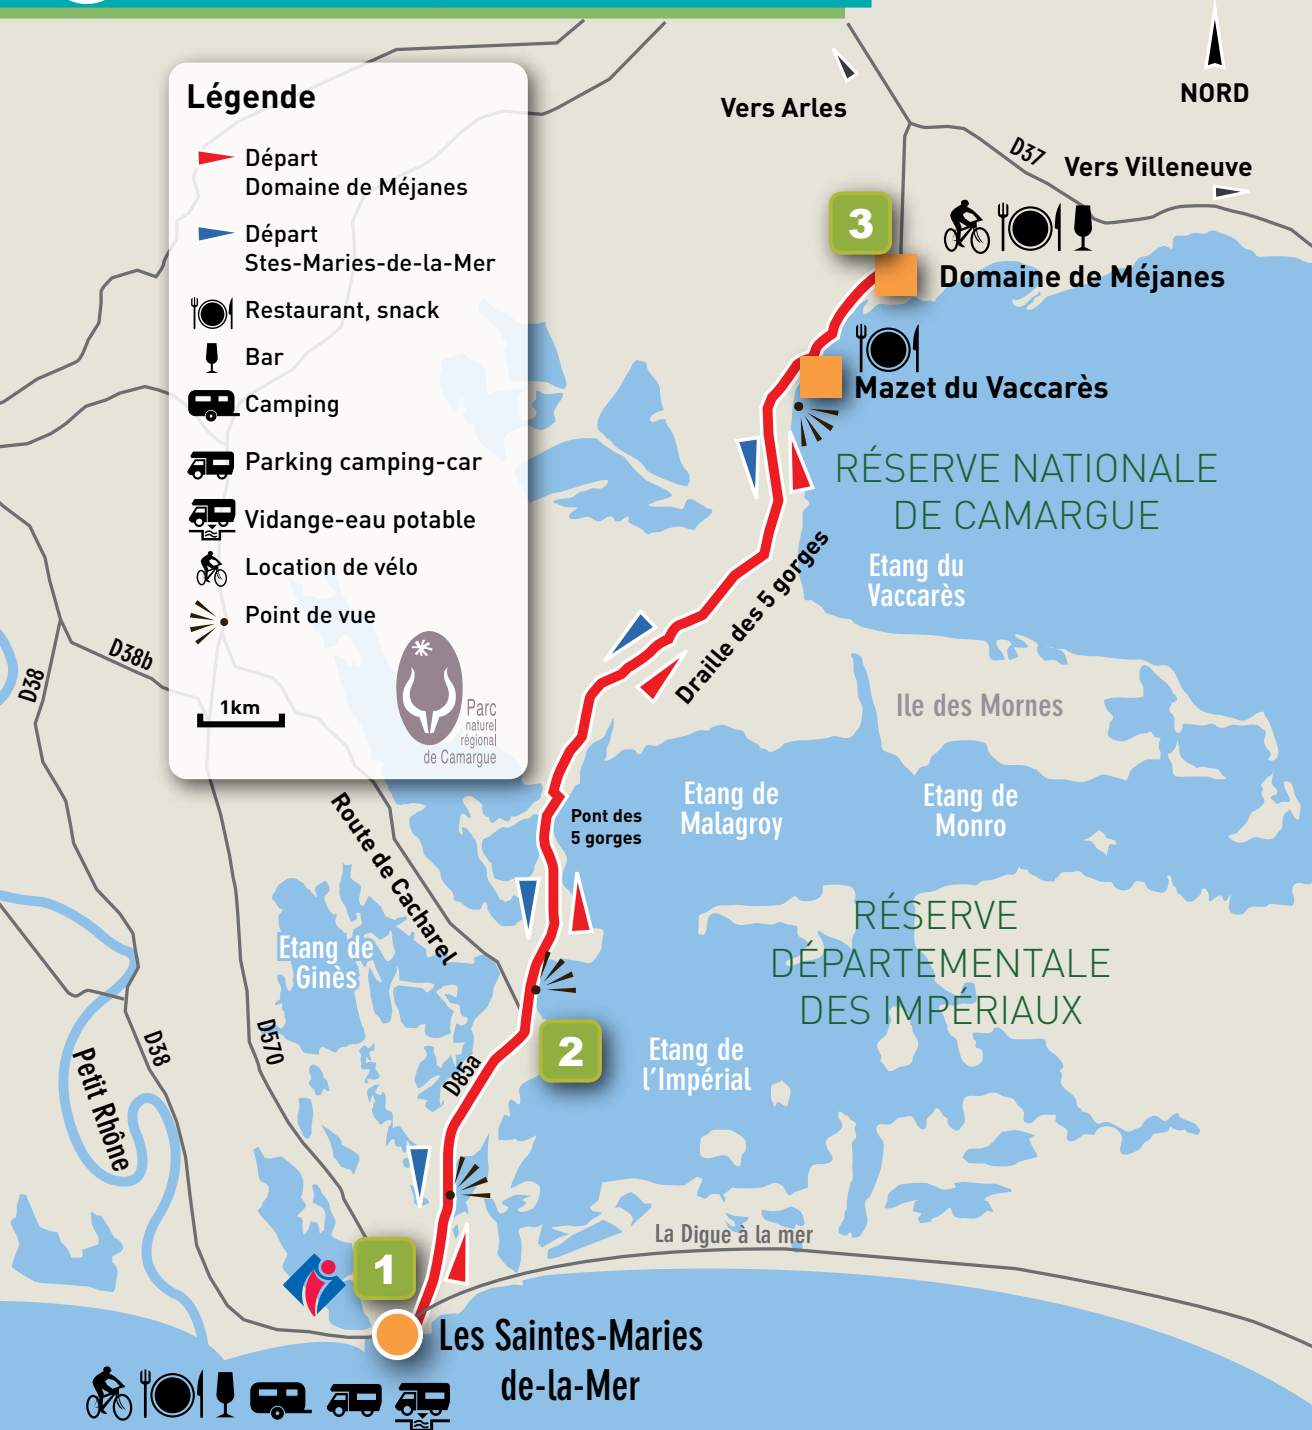 NORD
Vers Arles
D37
Vers Villeneuve
3
Domaine de Méjanes
Mazet du Vaccarès
Légende
Départ
Domaine de Méjanes
Départ
Stes-Maries-de-la-Mer
Restaurant, snack
Bar
Camping
Parking camping-car
Vidange-eau potable
Location de vélo
Point de vue
1km
Parc
naturel
régional
de Camargue
RÉSERVE NATIONALE
DE CAMARGUE
Etang du
Vaccarès
Draille des 5 gorges
Ile des Mornes
D38b
D38
Etang de
Malagroy
Etang de
Monro
Pont des
5 gorges
Route de Cacharel
RÉSERVE
DÉPARTEMENTALE
DES IMPÉRIAUX
Etang de
Ginès
2
Etang de
l'Impérial
D85a
D570
D38
Petit Rhône
La Digue à la mer
1
Les Saintes-Maries
de-la-Mer